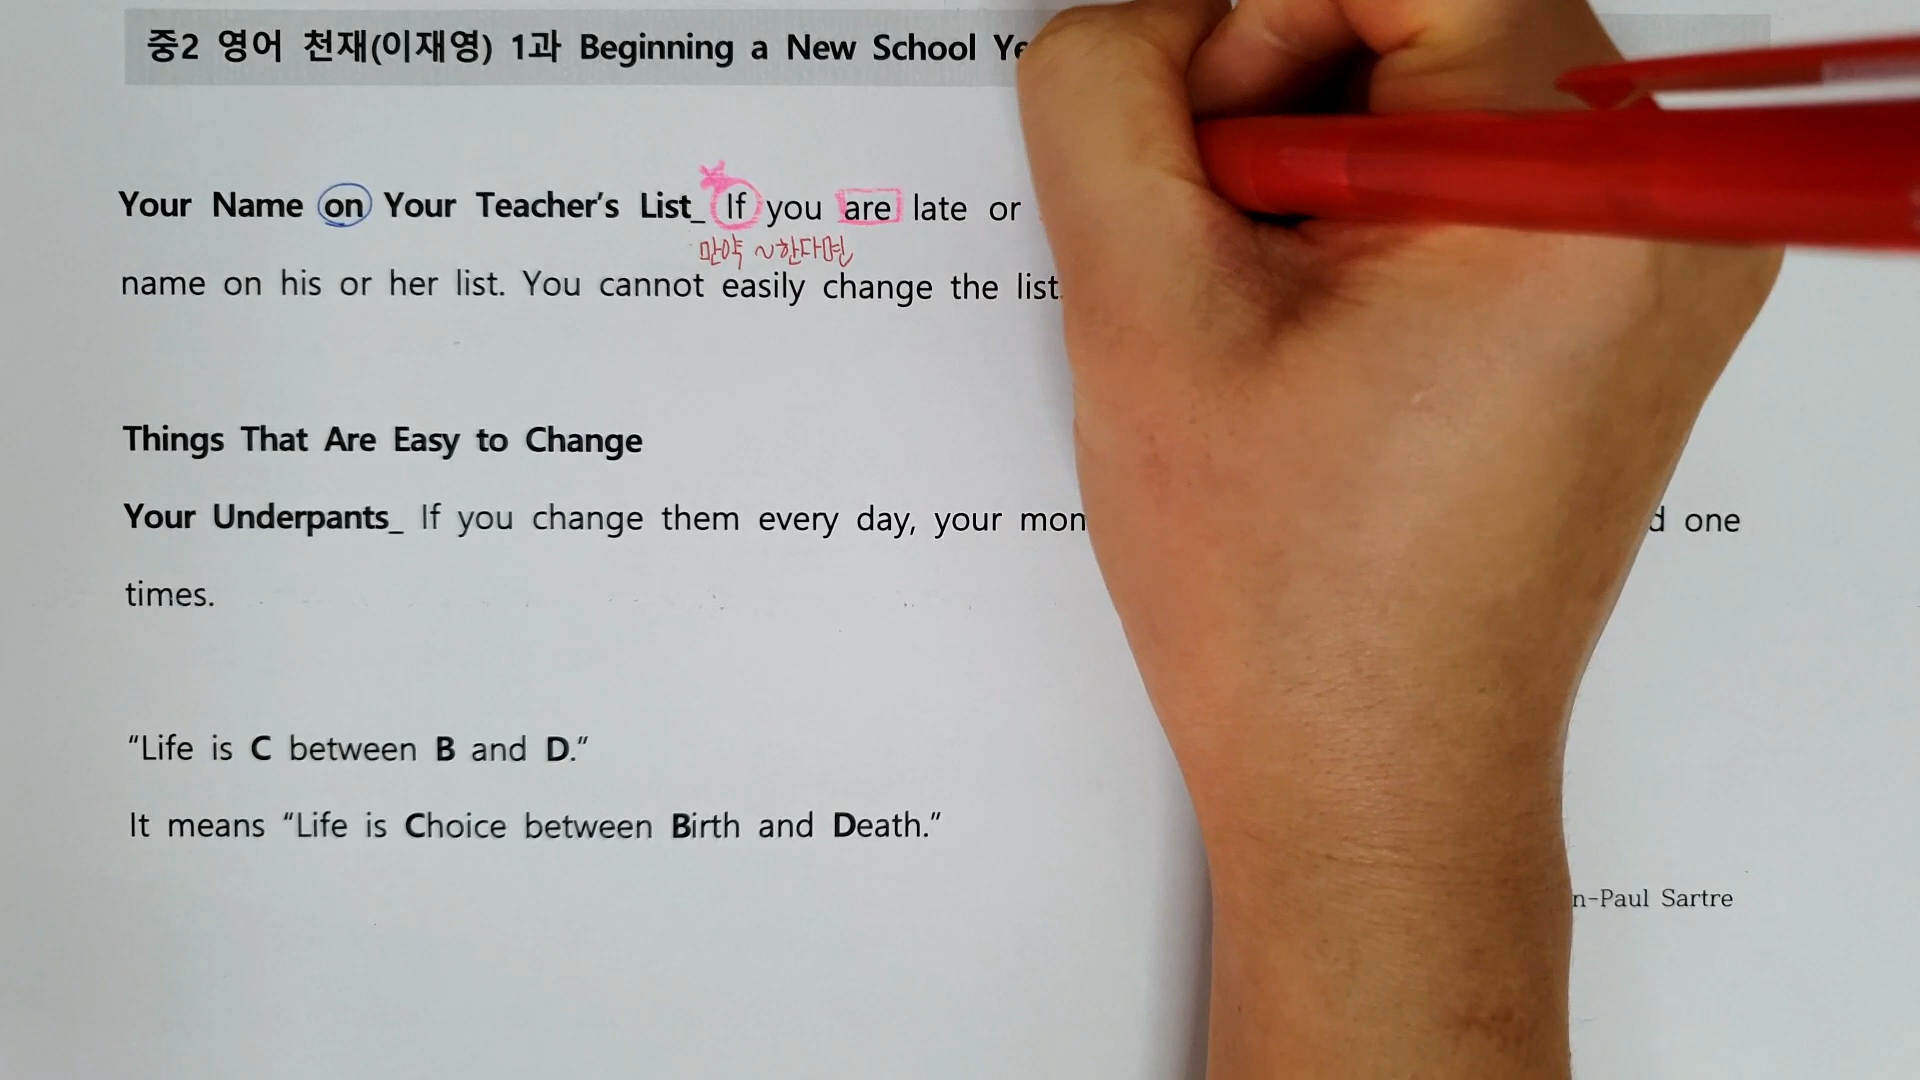 중2 영어 천재(이재영) 1과 Beginning a New School
Your Name on Your Teacher's List_ If you are late or
만약 ~한다면
name on his or her list. You cannot easily change the list.
Things That Are Easy to Change
Your Underpants_ If you change them every day, your one
times.
“Life is C between B and D.”
It means “Life is Choice between Birth and Death.”
Sartre